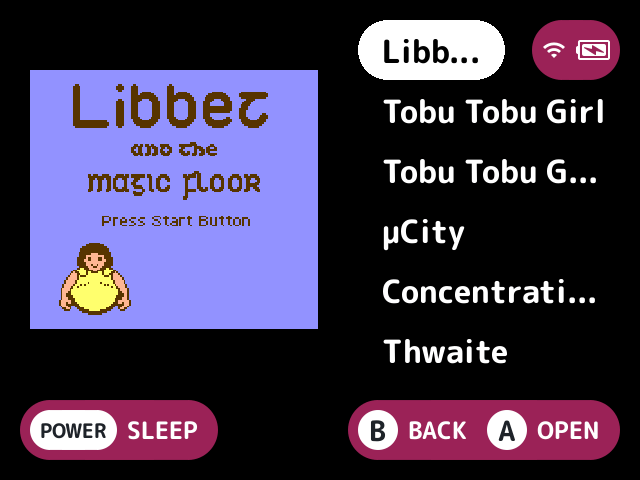 Libbet
and the
magic floor
Press Start Button
Libb...
Tobu Tobu Girl
Tobu Tobu G...
µCity
Concentrati...
Thwaite
POWER SLEEP
B BACK A OPEN